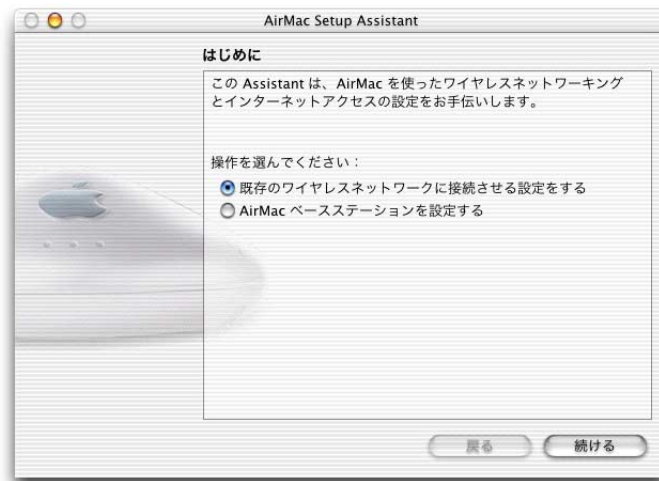 AirMac Setup Assistant
はじめに
この Assistant は、AirMac を使ったワイヤレスネットワーキング
とインターネットアクセスの設定をお手伝いします。
操作を選んでください：
既存のワイヤレスネットワークに接続させる設定をする
AirMac ベースステーションを設定する
戻る
続ける